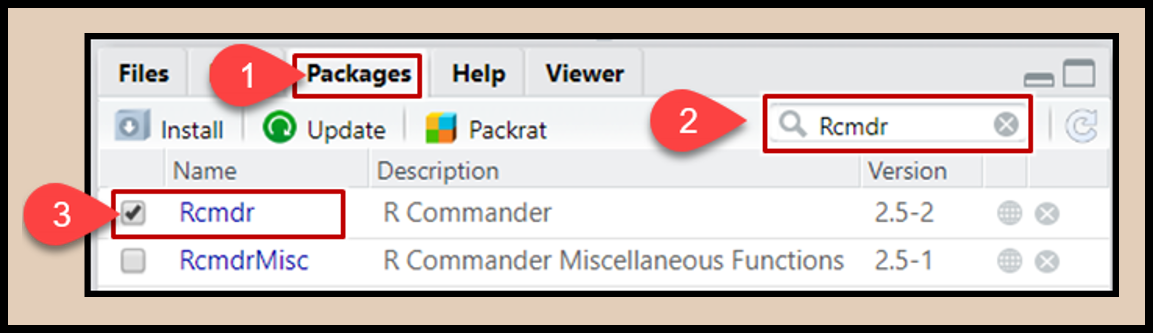 Files 1 Packages Help Viewer
Install Update Packrat 2 Rcmdr
Name Description Version
3 Rcmdr R Commander 2.5-2
RcmdrMisc R Commander Miscellaneous Functions 2.5-1